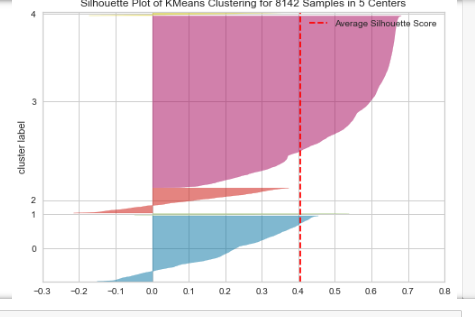 Silhouette Plot of KMeans Clustering for 8142 Samples in 5 Centers
Average Silhouette Score
cluster label
4
3
2
1
0
−0.3 −0.2 −0.1 0.0 0.1 0.2 0.3 0.4 0.5 0.6 0.7 0.8